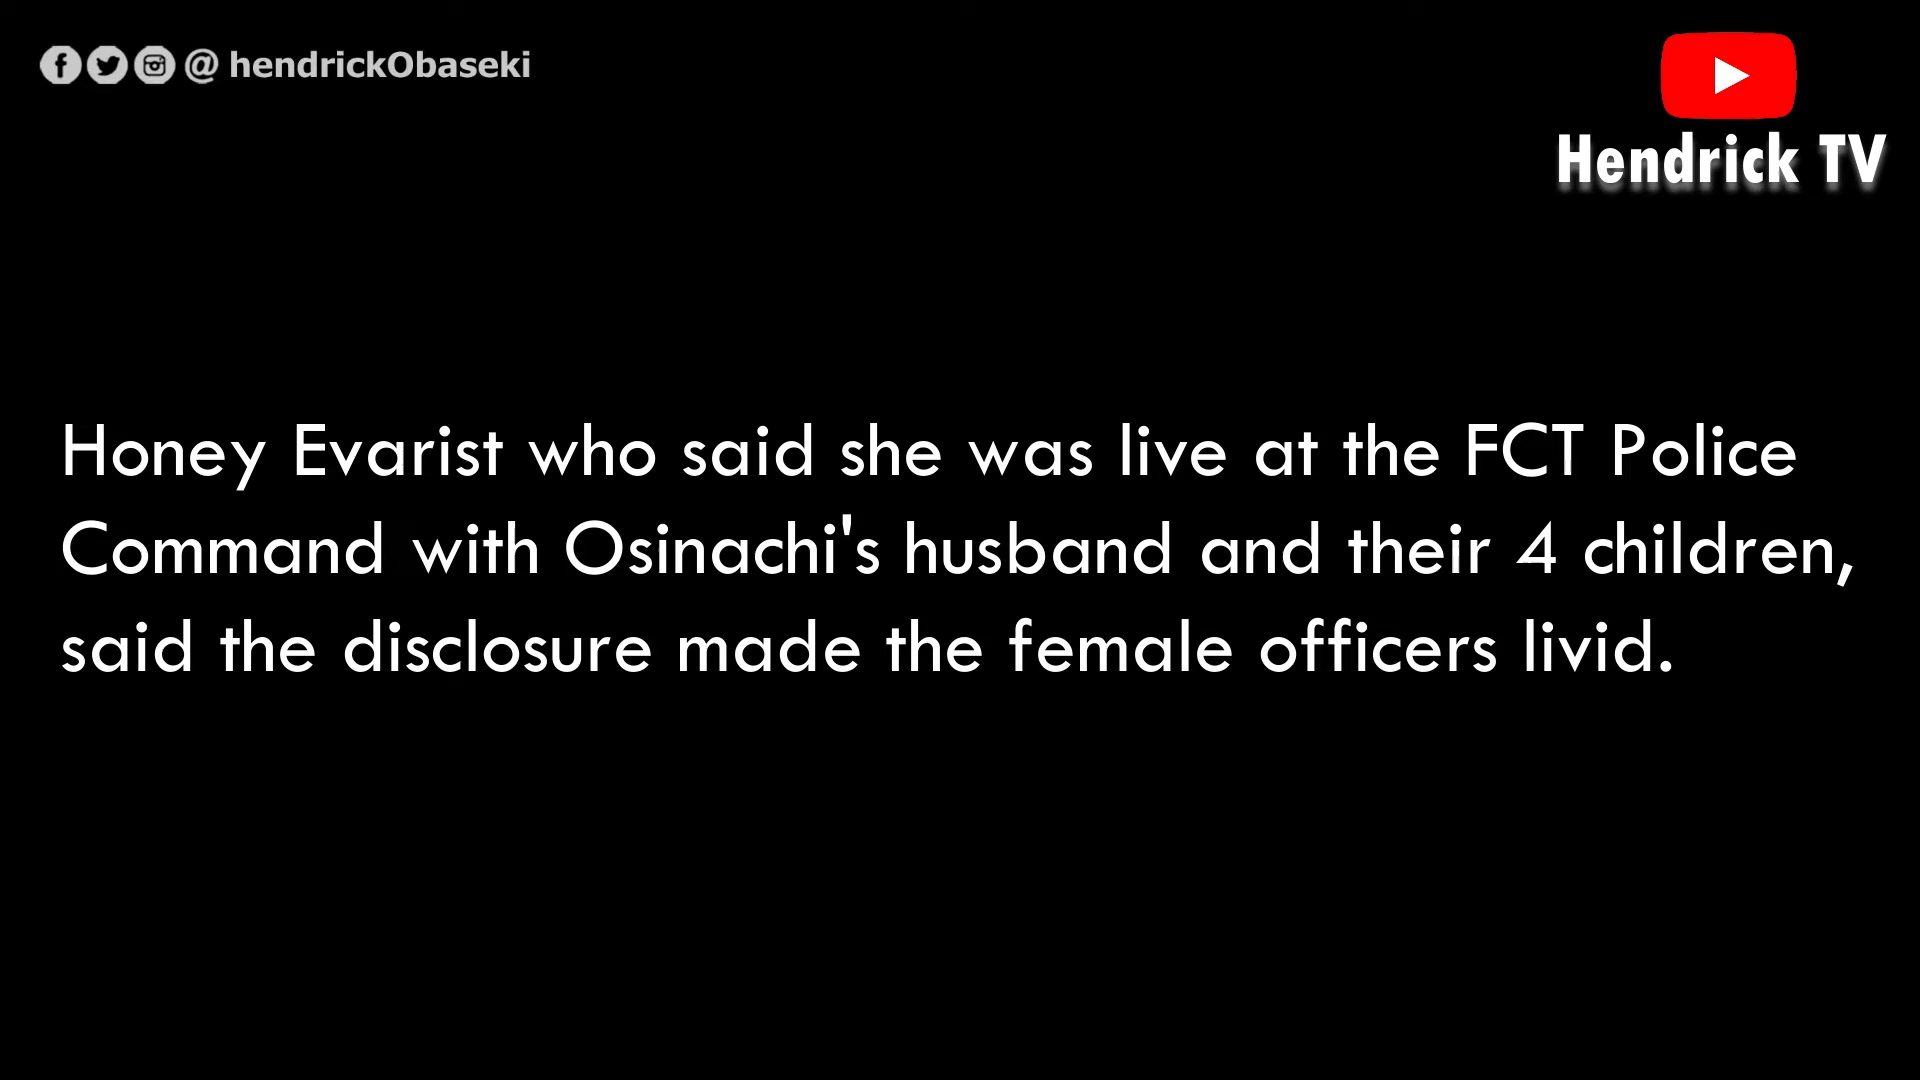 @ hendrickObaseki
Hendrick TV
Honey Evarist who said she was live at the FCT Police
Command with Osinachi's husband and their 4 children,
said the disclosure made the female officers livid.